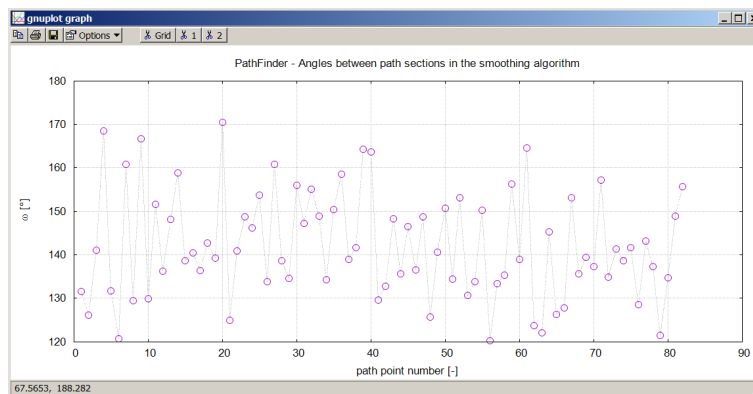 gnuplot graph
Options Grid 1 2
PathFinder - Angles between path sections in the smoothing algorithm
180
170
160
150
140
130
120
ω [°]
0 10 20 30 40 50 60 70 80 90
path point number [-]
67.5653, 188.282